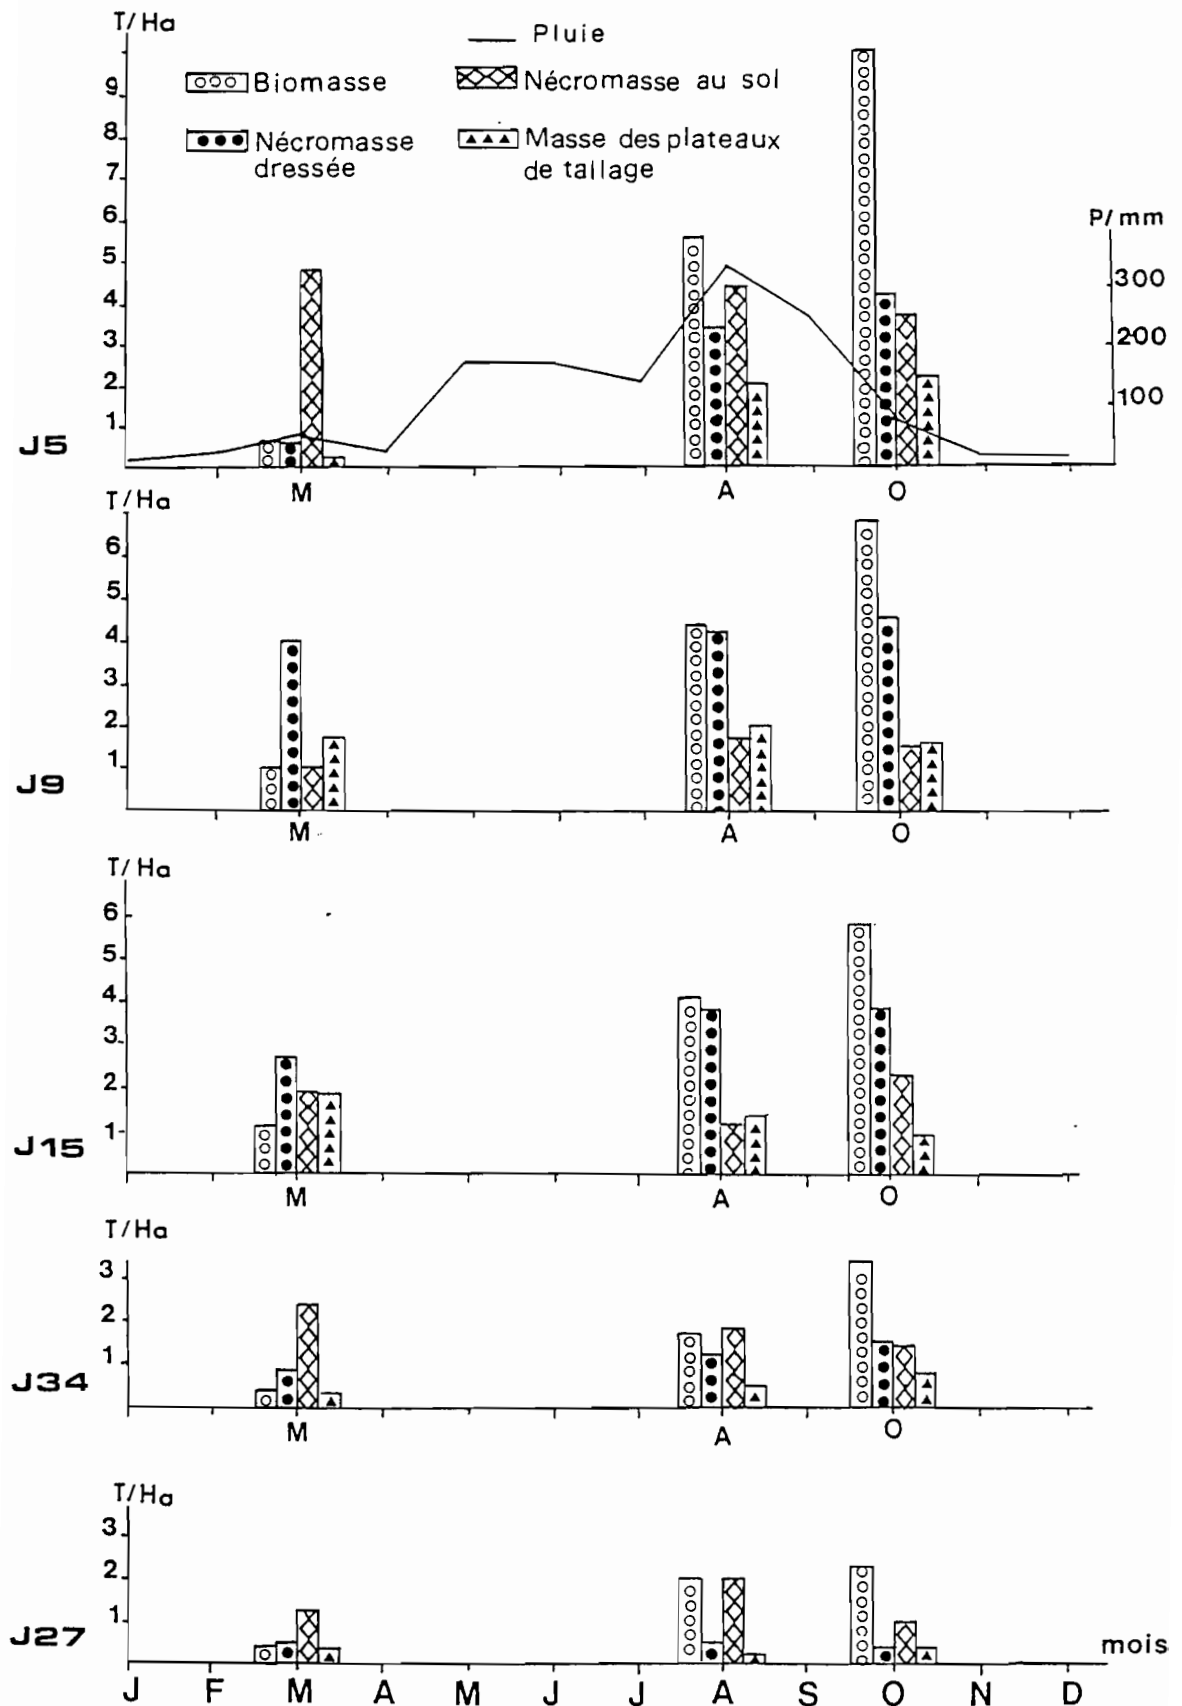 T/Ha
Pluie
Biomasse
Nécromasse au sol
Nécromasse dressée
Masse des plateaux de tallage
9
8
7
6
5
4
3
2
1
P/mm
300
200
100
J5
M A O
T/Ha
6
5
4
3
2
1
J9
M A O
T/Ha
6
5
4
3
2
1
J15
M A O
T/Ha
3
2
1
J34
M A O
T/Ha
3
2
1
J27
mois
J F M A M J J A S O N D